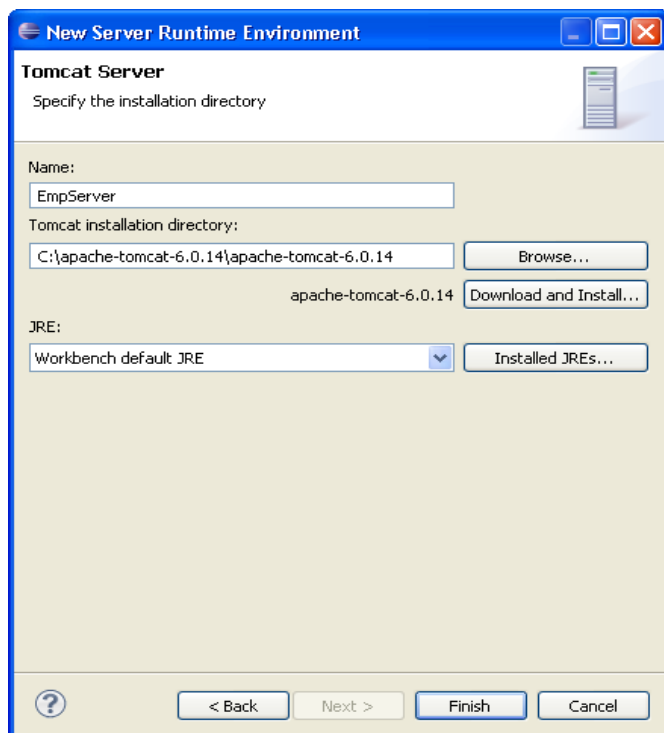 New Server Runtime Environment
Tomcat Server
Specify the installation directory
Name:
EmpServer
Tomcat installation directory:
C:\apache-tomcat-6.0.14\apache-tomcat-6.0.14
Browse...
apache-tomcat-6.0.14 Download and Install...
JRE:
Workbench default JRE
Installed JREs...
? < Back Next > Finish Cancel